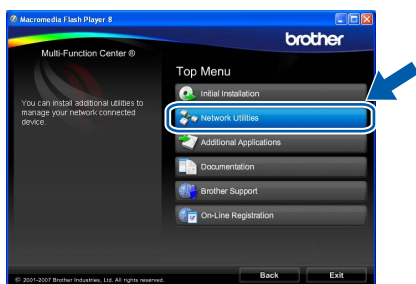 Macromedia Flash Player 8
brother
Multi-Function Center ®
Top Menu
Initial Installation
You can install additional utilities to
manage your network connected
device.
Network Utilities
Additional Applications
Documentation
Brother Support
On-Line Registration
© 2001-2007 Brother Industries, Ltd. All rights reserved.
Back
Exit